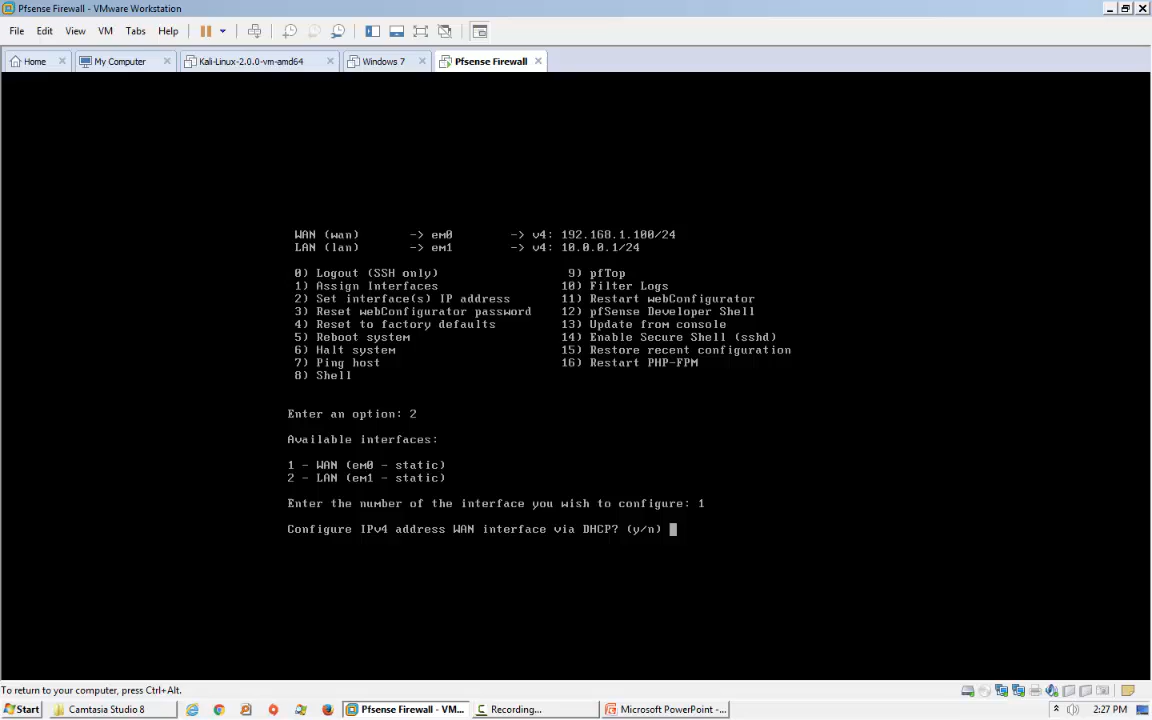 Pfsense Firewall - VMware Workstation
File Edit View VM Tabs Help
Home My Computer Kali-Linux-2.0.0-vm-amd64 Windows 7 Pfsense Firewall
WAN (wan) -> em0 -> v4: 192.168.1.100/24
LAN (lan) -> em1 -> v4: 10.0.0.1/24
0) Logout (SSH only) 9) pfTop
1) Assign Interfaces 10) Filter Logs
2) Set interface(s) IP address 11) Restart webConfigurator
3) Reset webConfigurator password 12) pfSense Developer Shell
4) Reset to factory defaults 13) Update from console
5) Reboot system 14) Enable Secure Shell (sshd)
6) Halt system 15) Restore recent configuration
7) Ping host 16) Restart PHP-FPM
8) Shell
Enter an option: 2
Available interfaces:
1 - WAN (em0 - static)
2 - LAN (em1 - static)
Enter the number of the interface you wish to configure: 1
Configure IPv4 address WAN interface via DHCP? (y/n)
To return to your computer, press Ctrl+Alt.
Start Camtasia Studio 8 Pfsense Firewall - VM... Recording... Microsoft PowerPoint -... 2:27 PM